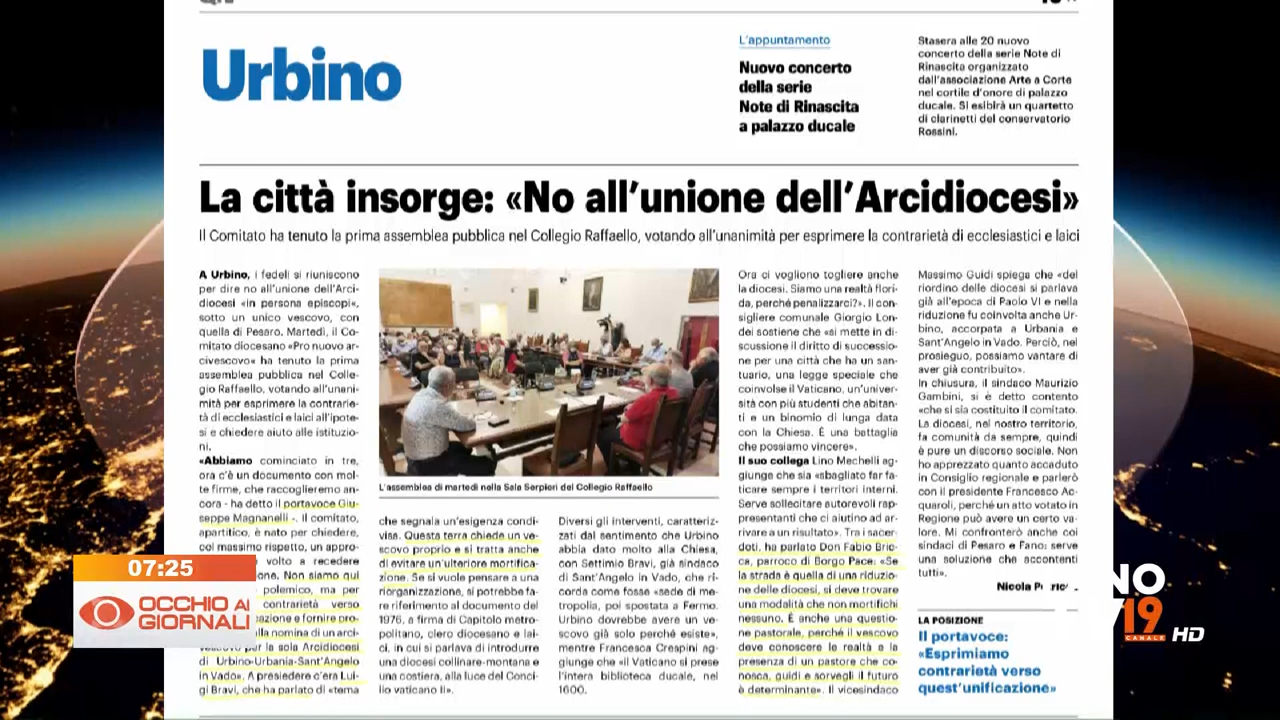 Urbino
L'appuntamento
Nuovo concerto
della serie
Note di Rinascita
a palazzo ducale
Stasera alle 20 nuovo
concerto della serie Note di
Rinascita organizzato
dall'associazione Arte a Corte
nel cortile d'onore di palazzo
ducale. Si esibirà un quartetto
di clarinetti del conservatorio
Rossini.
La città insorge: «No all'unione dell'Arcidiocesi»
Il Comitato ha tenuto la prima assemblea pubblica nel Collegio Raffaello, votando all'unanimità per esprimere la contrarietà di ecclesiastici e laici
A Urbino, i fedeli si riuniscono
per dire no all'unione dell'Arci-
diocesi «in persona episcopi«,
sotto un unico vescovo, con
quella di Pesaro. Martedì, il Co-
mitato diocesano «Pro nuovo ar-
civescovo« ha tenuto la prima
assemblea pubblica nel Colle-
gio Raffaello, votando all'unani-
mità per esprimere la contrarie-
tà di ecclesiastici e laici all'ipote-
si e chiedere aiuto alle istituzio-
ni.
«Abbiamo cominciato in tre,
ora c'è un documento con mol-
te firme, che raccoglieremo an-
cora - ha detto il portavoce Giu-
seppe Magnanelli -. Il comitato,
apartitico, è nato per chiedere,
col massimo rispetto, un appro-
volto a recedere
one. Non siamo qui
polemico, ma per
contrarietà verso
cazione e fornire pro-
lla nomina di un arci-
vescovo per la sola Arcidiocesi
di Urbino-Urbania-Sant'Angelo
in Vado». A presiedere c'era Lui-
gi Bravi, che ha parlato di «tema
L'assemblea di martedì nella Sala Serpieri del Collegio Raffaello
che segnala un'esigenza condi-
visa. Questa terra chiede un ve-
scovo proprio e si tratta anche
di evitare un'ulteriore mortifica-
zione. Se si vuole pensare a una
riorganizzazione, si potrebbe fa-
re riferimento al documento del
1976, a firma di Capitolo metro-
politano, clero diocesano e lai-
ci, in cui si parlava di introdurre
una diocesi collinare-montana e
una costiera, alla luce del Conci-
lio vaticano II».
Diversi gli interventi, caratteriz-
zati dal sentimento che Urbino
abbia dato molto alla Chiesa,
con Settimio Bravi, già sindaco
di Sant'Angelo in Vado, che ri-
corda come fosse «sede di me-
tropolia, poi spostata a Fermo.
Urbino dovrebbe avere un ve-
scovo già solo perché esiste»,
mentre Francesca Crespini ag-
giunge che «il Vaticano si prese
l'intera biblioteca ducale, nel
1600.
Ora ci vogliono togliere anche
la diocesi. Siamo una realtà flori-
da, perché penalizzarci?». Il con-
sigliere comunale Giorgio Lon-
dei sostiene che «si mette in di-
scussione il diritto di successio-
ne per una città che ha un san-
tuario, una legge speciale che
coinvolse il Vaticano, un'univer-
sità con più studenti che abitan-
ti e un binomio di lunga data
con la Chiesa. È una battaglia
che possiamo vincere».
Il suo collega Lino Mechelli ag-
giunge che sia «sbagliato far fa-
ticare sempre i territori interni.
Serve sollecitare autorevoli rap-
presentanti che ci aiutino ad ar-
rivare a un risultato». Tra i sacer-
doti, ha parlato Don Fabio Bric-
ca, parroco di Borgo Pace: «Se
la strada è quella di una riduzio-
ne delle diocesi, si deve trovare
una modalità che non mortifichi
nessuno. È anche una questio-
ne pastorale, perché il vescovo
deve conoscere le realtà e la
presenza di un pastore che co-
nosca, guidi e sorvegli il futuro
è determinante». Il vicesindaco
Massimo Guidi spiega che «del
riordino delle diocesi si parlava
già all'epoca di Paolo VI e nella
riduzione fu coinvolta anche Ur-
bino, accorpata a Urbania e
Sant'Angelo in Vado. Perciò, nel
prosieguo, possiamo vantare di
aver già contribuito».
In chiusura, il sindaco Maurizio
Gambini, si è detto contento
«che si sia costituito il comitato.
La diocesi, nel nostro territorio,
fa comunità da sempre, quindi
è pure un discorso sociale. Non
ho apprezzato quanto accaduto
in Consiglio regionale e parlerò
con il presidente Francesco Ac-
quaroli, perché un atto votato in
Regione può avere un certo va-
lore. Mi confronterò anche coi
sindaci di Pesaro e Fano: serve
una soluzione che accontenti
tutti».
Nicola
LA POSIZIONE
Il portavoce:
«Esprimiamo
contrarietà verso
quest'unificazione»
07:25
OCCHIO AI
GIORNALI
NO
19
CANALE
HD